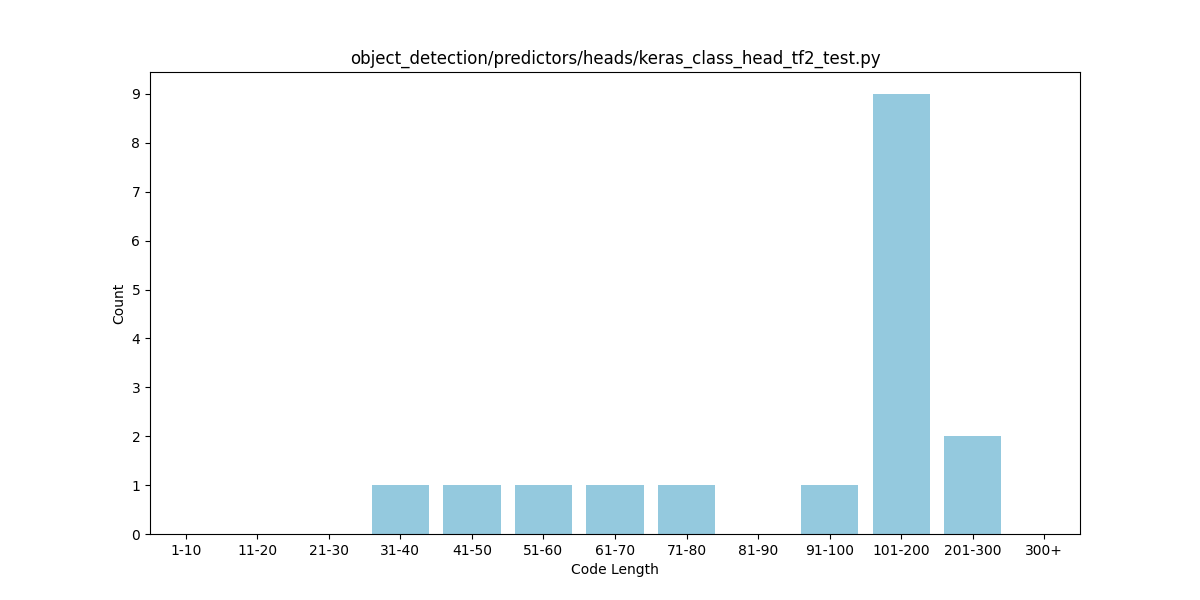 object_detection/predictors/heads/keras_class_head_tf2_test.py
9
8
7
6
5
4
3
2
1
0
Count
1-10 11-20 21-30 31-40 41-50 51-60 61-70 71-80 81-90 91-100 101-200 201-300 300+
Code Length